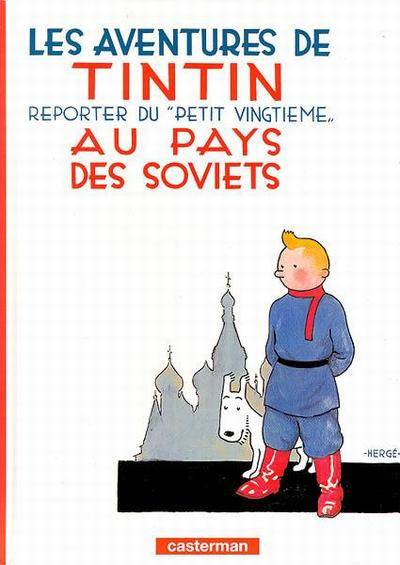 LES AVENTURES DE
TINTIN
REPORTER DU "PETIT VINGTIEME"
AU PAYS
DES SOVIETS
-HERGÉ-
casterman